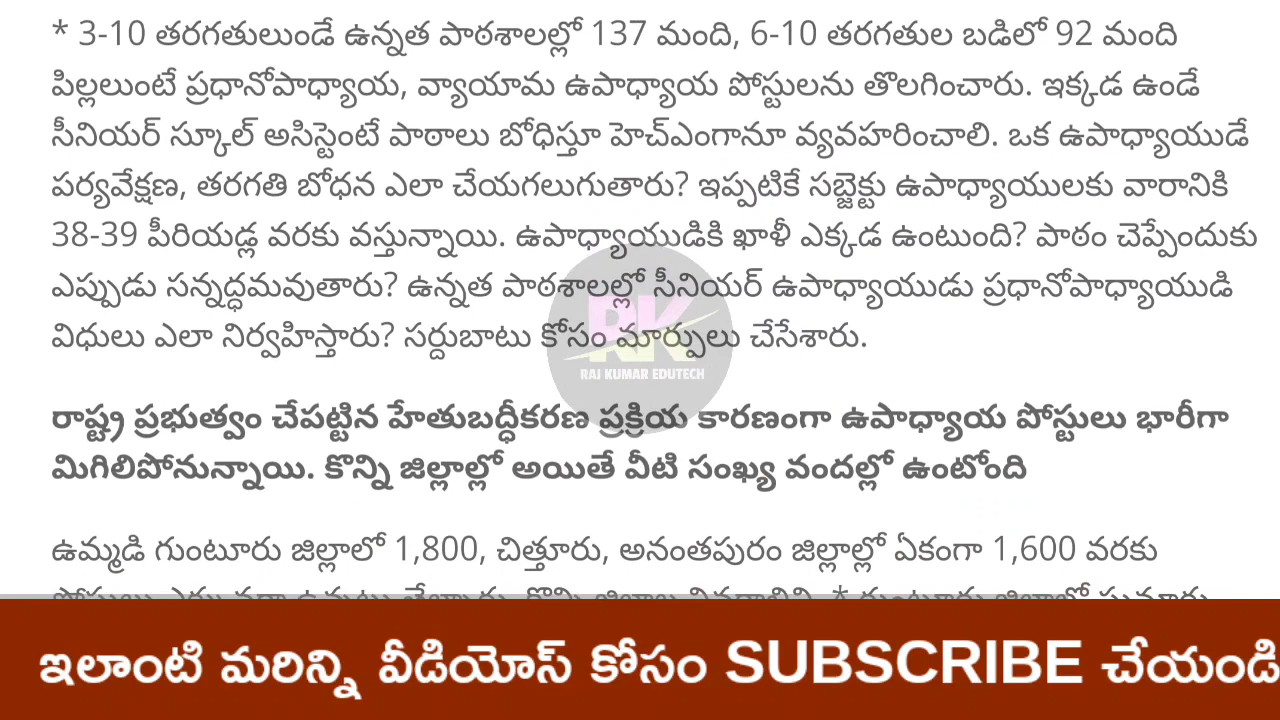 * 3-10 తరగతులుండే ఉన్నత పాఠశాలల్లో 137 మంది, 6-10 తరగతుల బడిలో 92 మంది
పిల్లలుంటే ప్రధానోపాధ్యాయ, వ్యాయామ ఉపాధ్యాయ పోస్టులను తొలగించారు. ఇక్కడ ఉండే
సీనియర్ స్కూల్ అసిస్టెంటే పాఠాలు బోధిస్తూ హెచ్ఎంగానూ వ్యవహరించాలి. ఒక ఉపాధ్యాయుడే
పర్యవేక్షణ, తరగతి బోధన ఎలా చేయగలుగుతారు? ఇప్పటికే సబ్జెక్టు ఉపాధ్యాయులకు వారానికి
38-39 పీరియడ్ల వరకు వస్తున్నాయి. ఉపాధ్యాయుడికి ఖాళీ ఎక్కడ ఉంటుంది? పాఠం చెప్పేందుకు
ఎప్పుడు సన్నద్ధమవుతారు? ఉన్నత పాఠశాలల్లో సీనియర్ ఉపాధ్యాయుడు ప్రధానోపాధ్యాయుడి
విధులు ఎలా నిర్వహిస్తారు? సర్దుబాటు కోసం మార్పులు చేసేశారు.
RK
RAJ KUMAR EDUTECH
రాష్ట్ర ప్రభుత్వం చేపట్టిన హేతుబద్ధీకరణ ప్రక్రియ కారణంగా ఉపాధ్యాయ పోస్టులు భారీగా
మిగిలిపోనున్నాయి. కొన్ని జిల్లాల్లో అయితే వీటి సంఖ్య వందల్లో ఉంటోంది
ఉమ్మడి గుంటూరు జిల్లాలో 1,800, చిత్తూరు, అనంతపురం జిల్లాల్లో ఏకంగా 1,600 వరకు
ఇలాంటి మరిన్ని వీడియోస్ కోసం SUBSCRIBE చేయండి